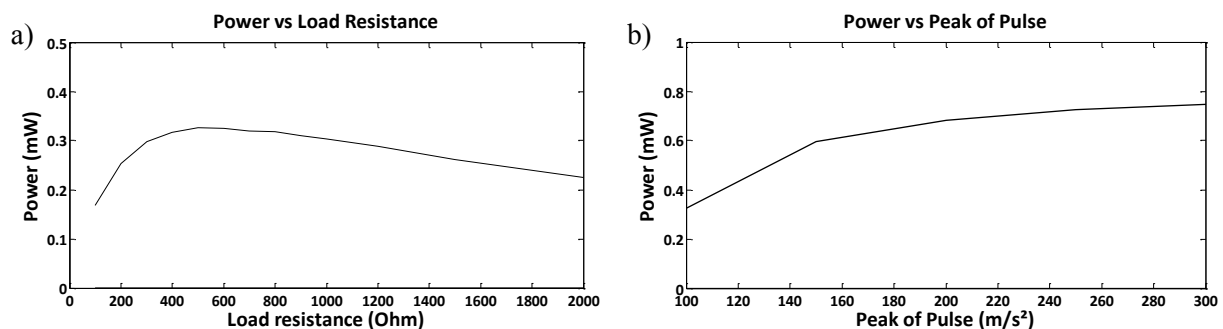 a)
Power vs Load Resistance
Power (mW)
0.5
0.4
0.3
0.2
0.1
0
0 200 400 600 800 1000 1200 1400 1600 1800 2000
Load resistance (Ohm)
b)
Power vs Peak of Pulse
Power (mW)
1
0.8
0.6
0.4
0.2
0
100 120 140 160 180 200 220 240 260 280 300
Peak of Pulse (m/s²)